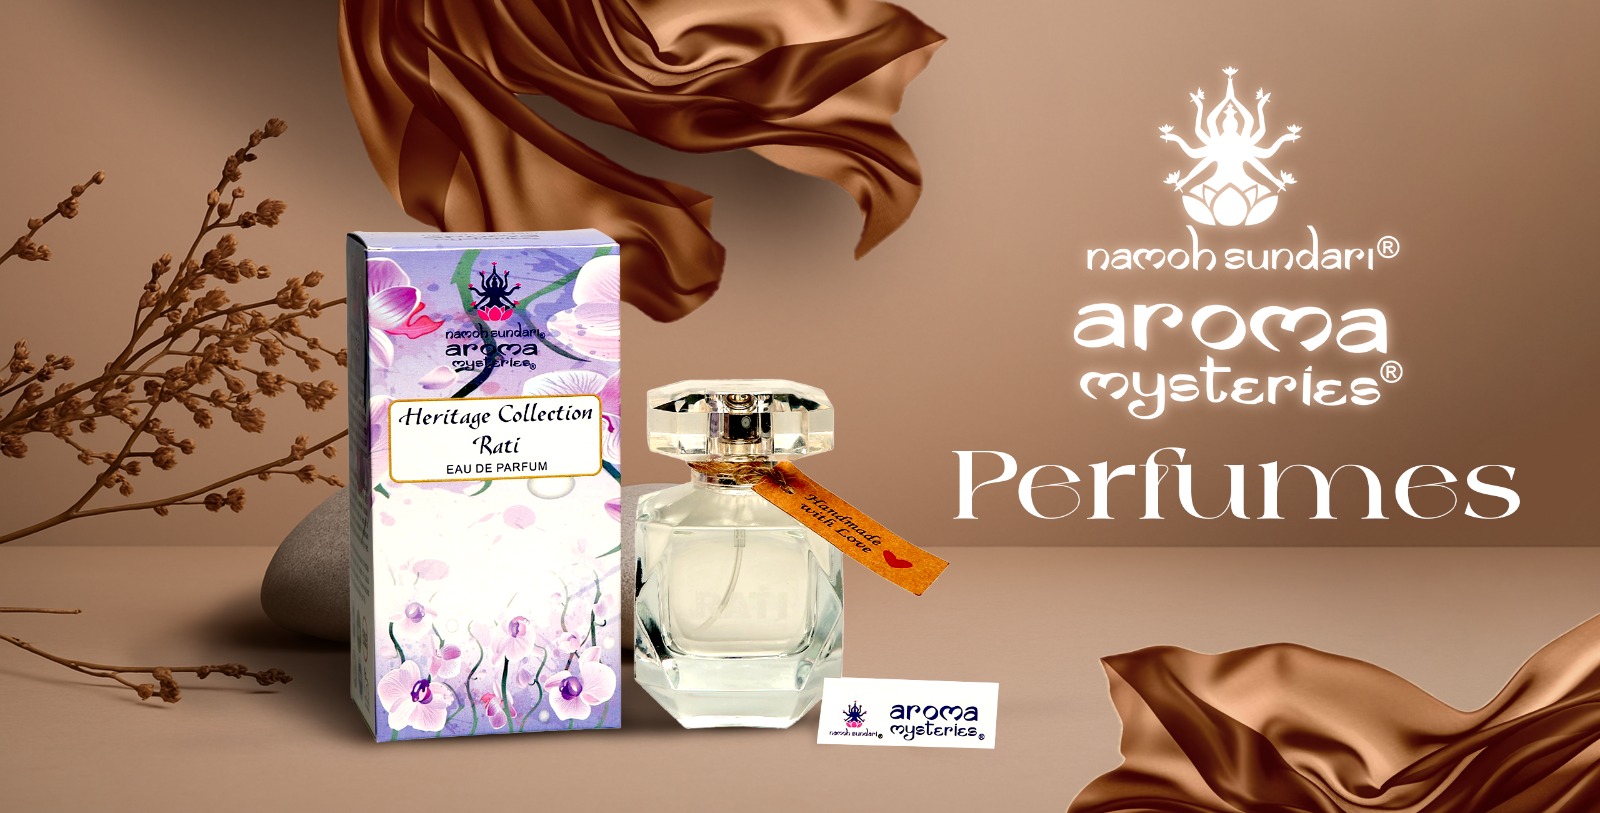 namoh sundari®
aroma
mysteries®
Heritage Collection
Rati
EAU DE PARFUM
Handmade
with Love
RATI
namoh sundari®
aroma
mysteries®
namoh sundari®
aroma
mysteries®
Perfumes